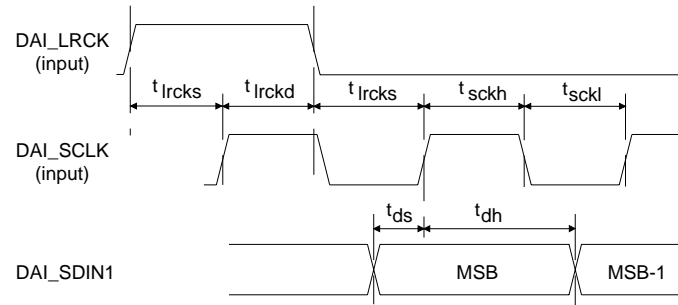 DAI_LRCK
(input)
t lrcks
t lrckd
t lrcks
t sckh
t sckl
DAI_SCLK
(input)
t ds
t dh
DAI_SDIN1
MSB
MSB-1